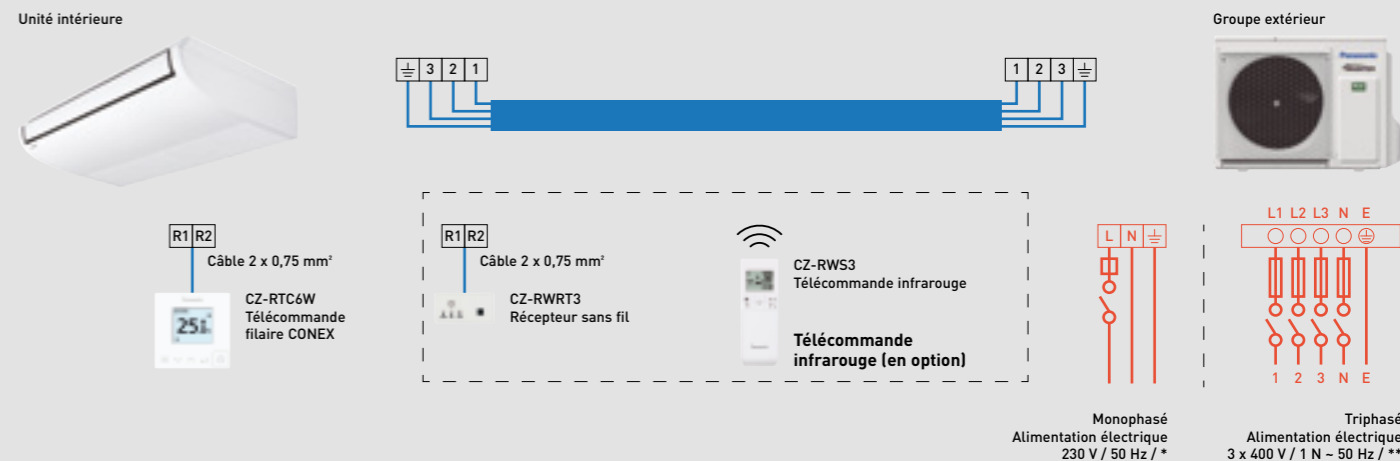 Unité intérieure
Groupe extérieur
⏚ 3 2 1
1 2 3 ⏚
Panasonic
R1 R2
Câble 2 x 0,75 mm²
CZ-RTC6W
Télécommande
filaire CONEX
R1 R2
Câble 2 x 0,75 mm²
CZ-RWRT3
Récepteur sans fil
CZ-RWS3
Télécommande infrarouge
Télécommande
infrarouge (en option)
L N ⏚
L1 L2 L3 N E
1 2 3 N E
Monophasé
Alimentation électrique
230 V / 50 Hz / *
Triphasé
Alimentation électrique
3 x 400 V / 1 N ~ 50 Hz / **